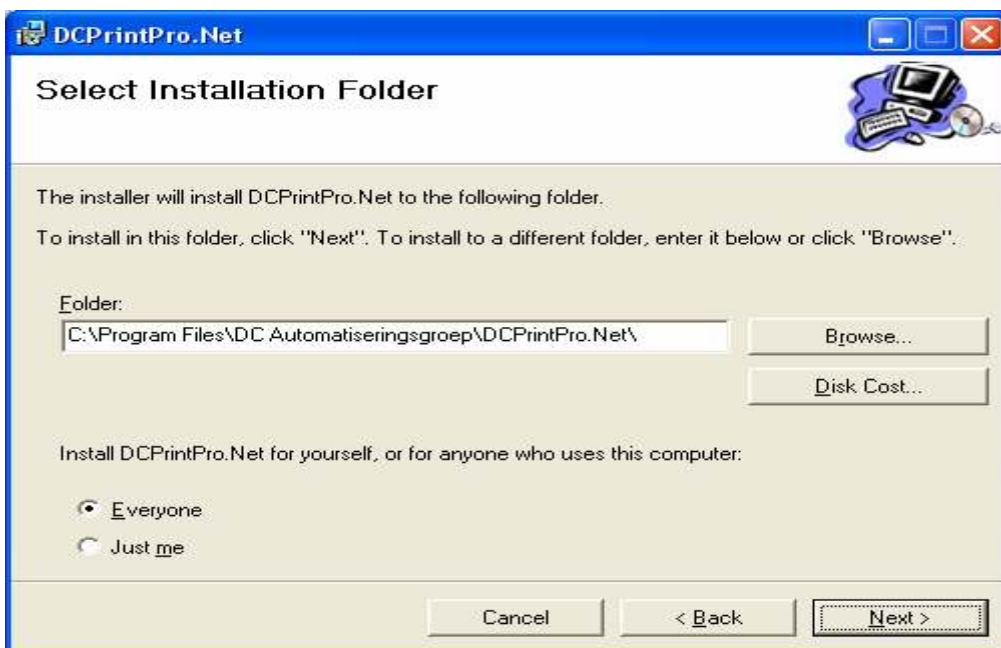 DCPrintPro.Net
Select Installation Folder
The installer will install DCPrintPro.Net to the following folder.
To install in this folder, click "Next". To install to a different folder, enter it below or click "Browse".
Folder:
C:\Program Files\DC Automatiseringsgroep\DCPrintPro.Net\
Browse...
Disk Cost...
Install DCPrintPro.Net for yourself, or for anyone who uses this computer:
Everyone
Just me
Cancel
< Back
Next >